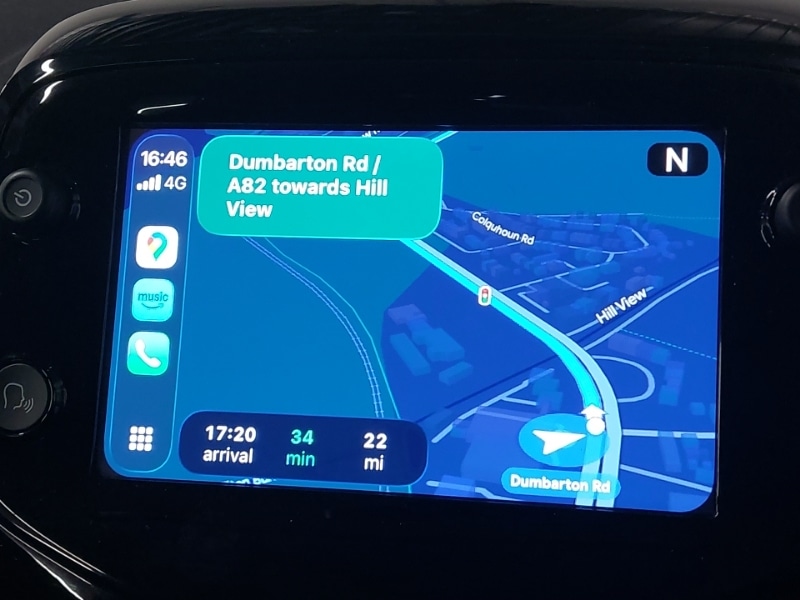 16:46
4G
Dumbarton Rd /
A82 towards Hill
View
N
Colquhoun Rd
Hill View
music
17:20
arrival
34
min
22
mi
Dumbarton Rd